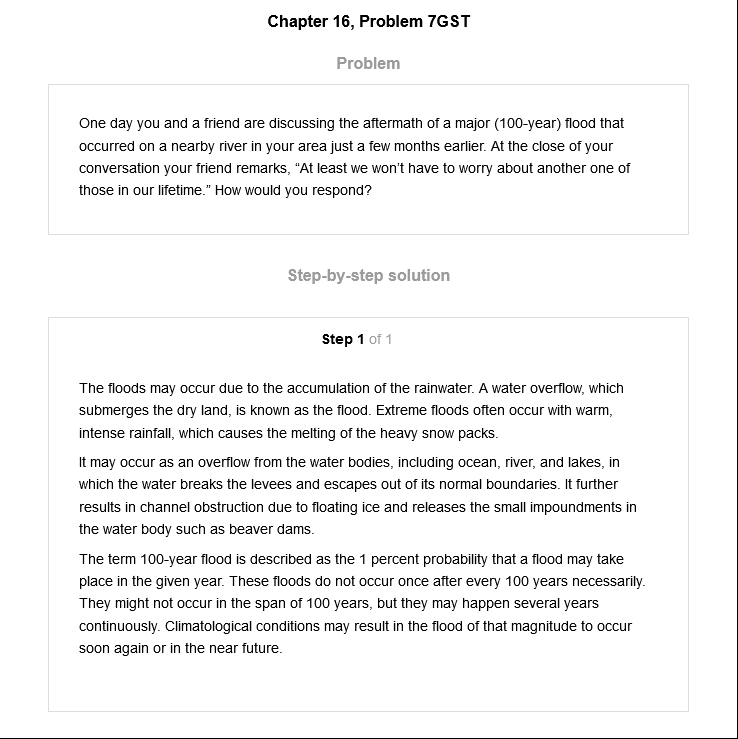 Chapter 16, Problem 7GST
Problem
One day you and a friend are discussing the aftermath of a major (100-year) flood that
occurred on a nearby river in your area just a few months earlier. At the close of your
conversation your friend remarks, “At least we won’t have to worry about another one of
those in our lifetime.” How would you respond?
Step-by-step solution
Step 1 of 1
The floods may occur due to the accumulation of the rainwater. A water overflow, which
submerges the dry land, is known as the flood. Extreme floods often occur with warm,
intense rainfall, which causes the melting of the heavy snow packs.
It may occur as an overflow from the water bodies, including ocean, river, and lakes, in
which the water breaks the levees and escapes out of its normal boundaries. It further
results in channel obstruction due to floating ice and releases the small impoundments in
the water body such as beaver dams.
The term 100-year flood is described as the 1 percent probability that a flood may take
place in the given year. These floods do not occur once after every 100 years necessarily.
They might not occur in the span of 100 years, but they may happen several years
continuously. Climatological conditions may result in the flood of that magnitude to occur
soon again or in the near future.